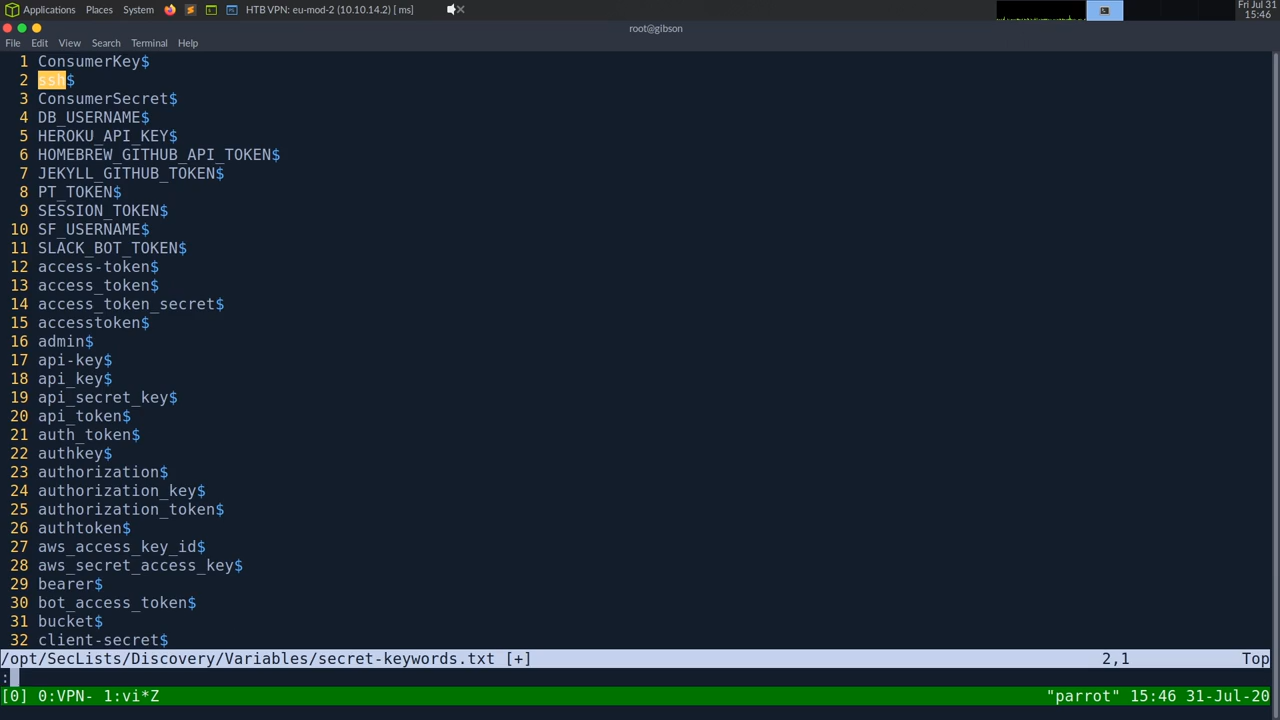 Applications Places System HTB VPN: eu-mod-2 (10.10.14.2) [ ms] Fri Jul 31
15:46
root@gibson
File Edit View Search Terminal Help
1 ConsumerKey$
2 ssh$
3 ConsumerSecret$
4 DB_USERNAME$
5 HEROKU_API_KEY$
6 HOMEBREW_GITHUB_API_TOKEN$
7 JEKYLL_GITHUB_TOKEN$
8 PT_TOKEN$
9 SESSION_TOKEN$
10 SF_USERNAME$
11 SLACK_BOT_TOKEN$
12 access-token$
13 access_token$
14 access_token_secret$
15 accesstoken$
16 admin$
17 api-key$
18 api_key$
19 api_secret_key$
20 api_token$
21 auth_token$
22 authkey$
23 authorization$
24 authorization_key$
25 authorization_token$
26 authtoken$
27 aws_access_key_id$
28 aws_secret_access_key$
29 bearer$
30 bot_access_token$
31 bucket$
32 client-secret$
/opt/SecLists/Discovery/Variables/secret-keywords.txt [+] 2,1 Top
:
[0] 0:VPN- 1:vi*Z "parrot" 15:46 31-Jul-20